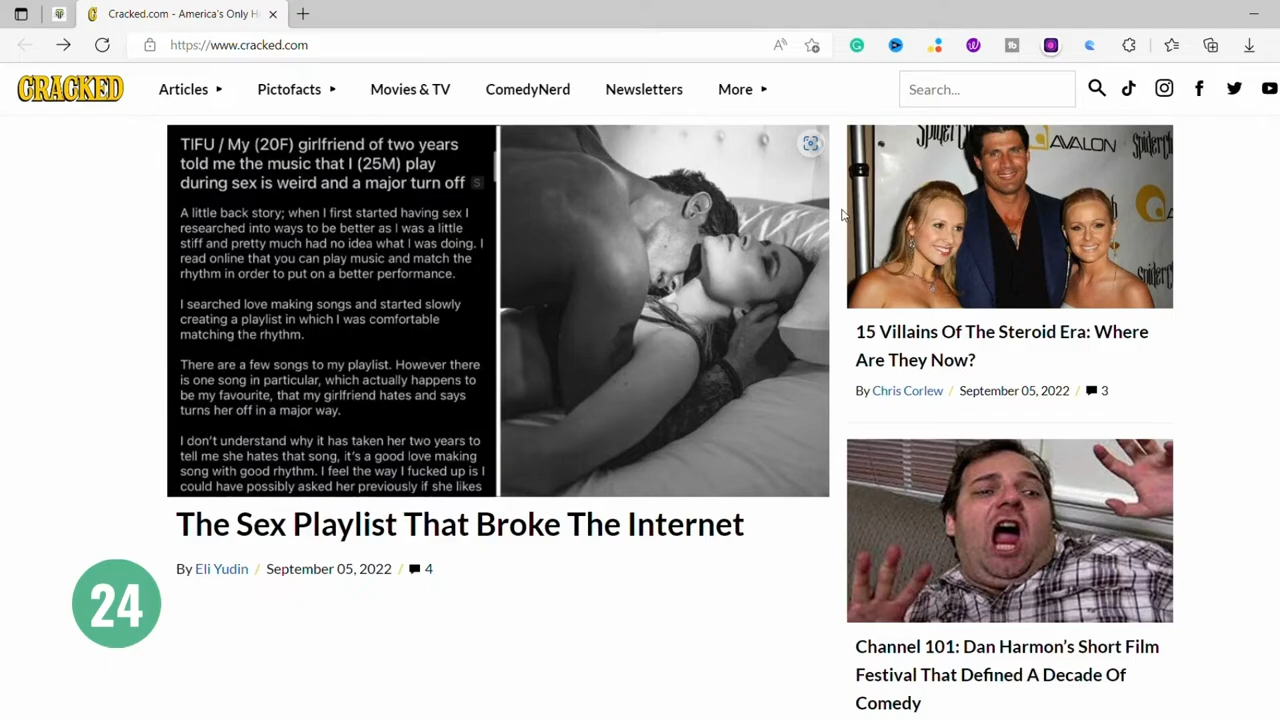 Cracked.com - America's Only H
https://www.cracked.com
CRACKED
Articles
Pictofacts
Movies & TV
ComedyNerd
Newsletters
More
Search...
TIFU / My (20F) girlfriend of two years
told me the music that I (25M) play
during sex is weird and a major turn off S
A little back story; when I first started having sex I
researched into ways to be better as I was a little
stiff and pretty much had no idea what I was doing. I
read online that you can play music and match the
rhythm in order to put on a better performance.
I searched love making songs and started slowly
creating a playlist in which I was comfortable
matching the rhythm.
There are a few songs to my playlist. However there
is one song in particular, which actually happens to
be my favourite, that my girlfriend hates and says
turns her off in a major way.
I don't understand why it has taken her two years to
tell me she hates that song, it's a good love making
song with good rhythm. I feel the way I fucked up is I
could have possibly asked her previously if she likes
The Sex Playlist That Broke The Internet
By Eli Yudin / September 05, 2022 / 4
24
AVALON
15 Villains Of The Steroid Era: Where
Are They Now?
By Chris Corlew / September 05, 2022 / 3
Channel 101: Dan Harmon's Short Film
Festival That Defined A Decade Of
Comedy